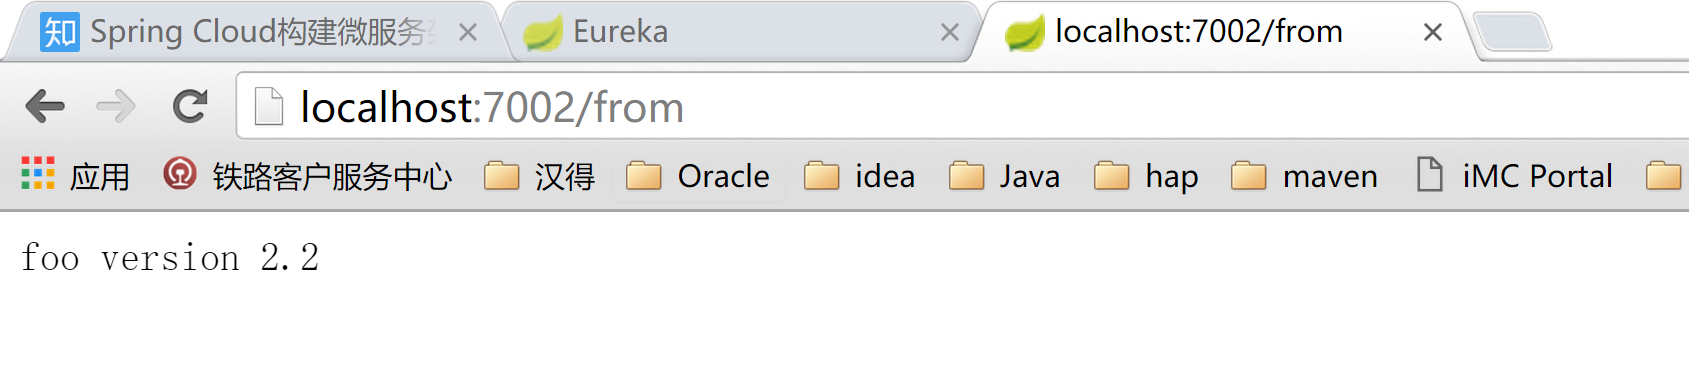 知 Spring Cloud构建微服务 Eureka localhost:7002/from
localhost:7002/from
应用 铁路客户服务中心 汉得 Oracle idea Java hap maven iMC Portal
foo version 2.2